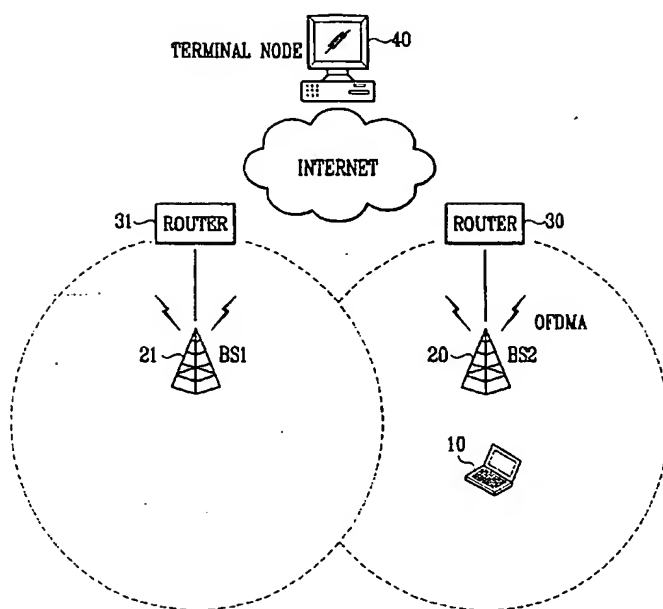 TERMINAL NODE
40
INTERNET
31
ROUTER
ROUTER
30
OFDMA
21
BS1
20
BS2
10